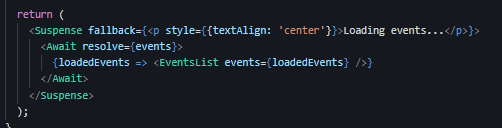 return (
<Suspense fallback={<p style={{textAlign: 'center'}}>Loading events...</p>}>
<Await resolve={events}>
{loadedEvents => <EventsList events={loadedEvents} />}
</Await>
</Suspense>
);
}